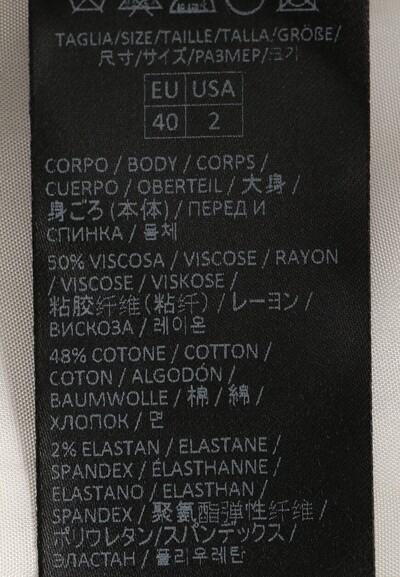 TAGLIA/SIZE/TAILLE/TALLA/GRÖßE/
尺寸/サイズ/РАЗМЕР/크기
EU USA
40 2
CORPO / BODY / CORPS /
CUERPO / OBERTEIL / 大身 /
身ごろ(本体) / ПЕРЕД И
СПИНКА / 몸체
50% VISCOSA / VISCOSE / RAYON
/ VISCOSE / VISKOSE /
粘胶纤维(粘纤) / レーヨン /
ВИСКОЗА / 레이온
48% COTONE / COTTON /
COTON / ALGODÓN /
BAUMWOLLE / 棉 / 綿 /
ХЛОПОК / 면
2% ELASTAN / ELASTANE /
SPANDEX / ÉLASTHANNE /
ELASTANO / ELASTHAN /
SPANDEX / 聚氨酯弹性纤维 /
ポリウレタン/スパンデックス /
ЭЛАСТАН / 폴리우레탄